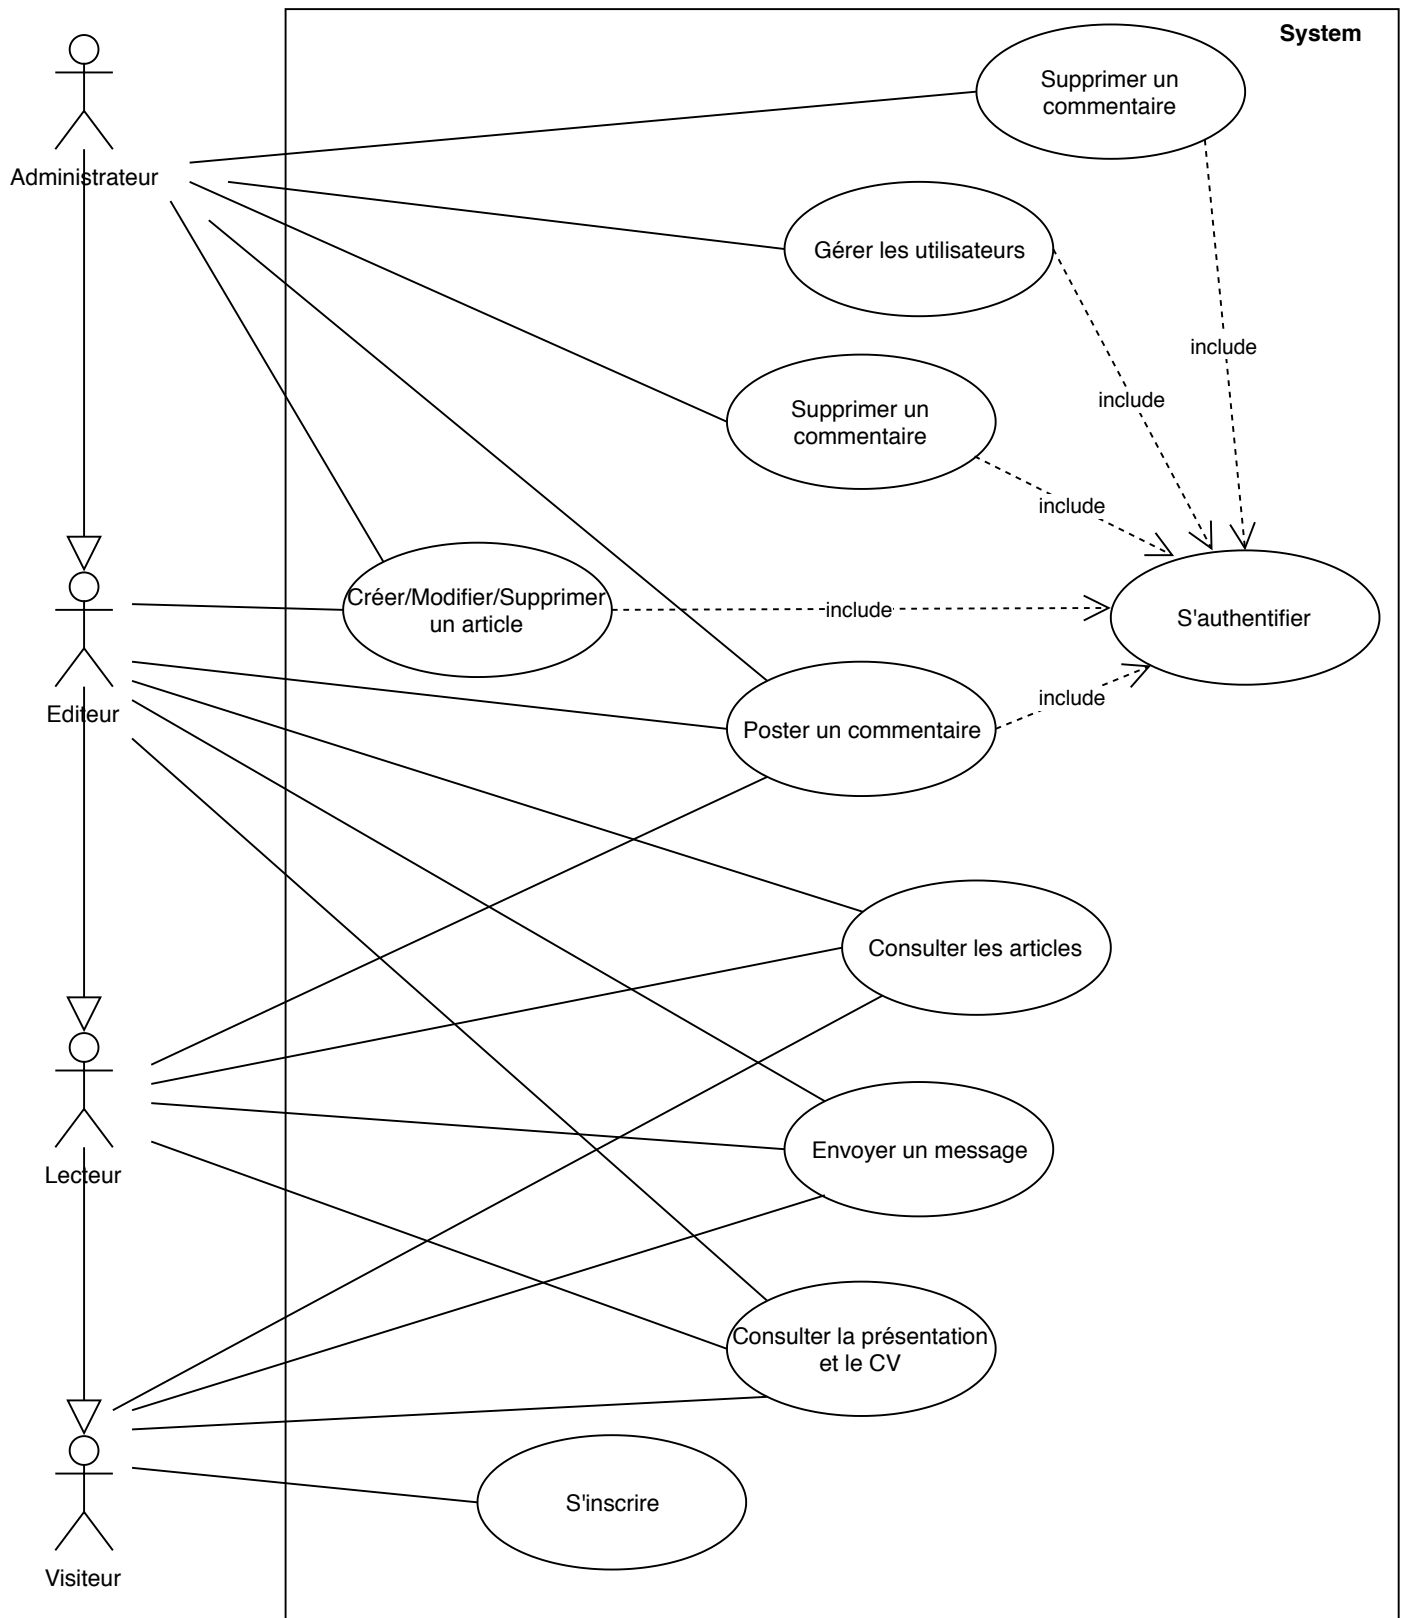 System
Supprimer un
commentaire
Administrateur
Gérer les utilisateurs
include
include
Supprimer un
commentaire
include
Créer/Modifier/Supprimer
un article
include
S'authentifier
Editeur
include
Poster un commentaire
Consulter les articles
Envoyer un message
Lecteur
Consulter la présentation
et le CV
S'inscrire
Visiteur